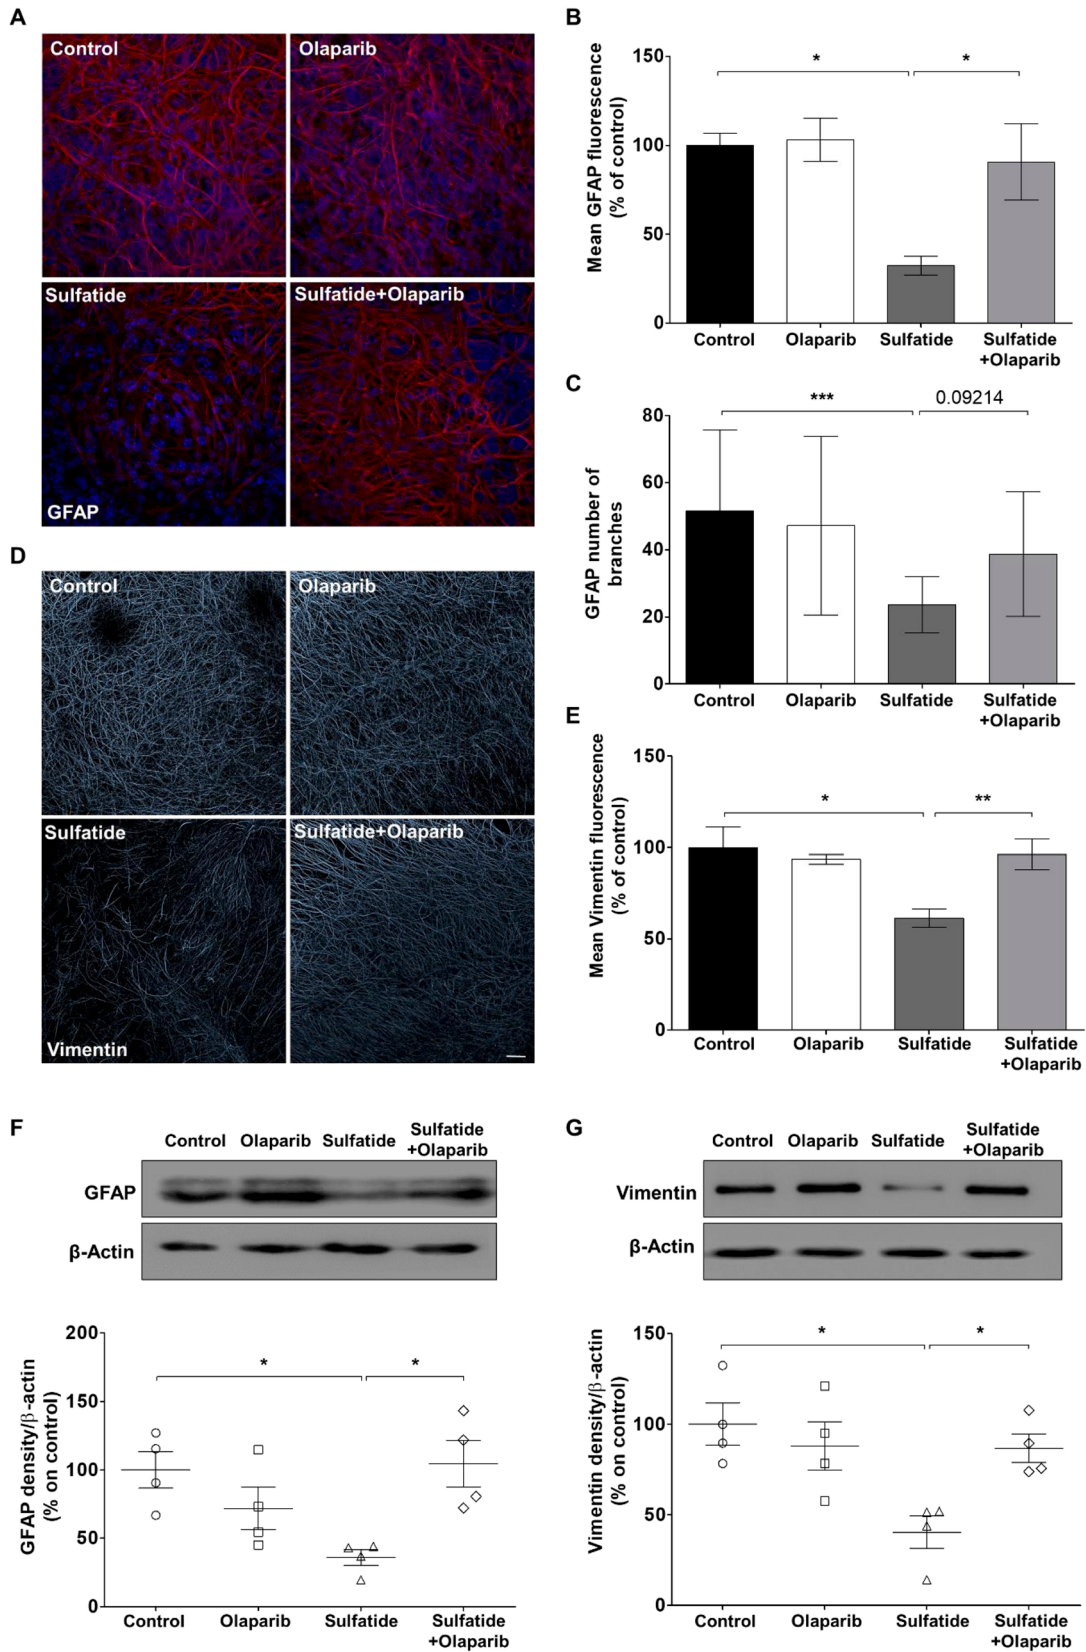 A
Control
Olaparib
Sulfatide
Sulfatide+Olaparib
GFAP
B
Mean GFAP fluorescence
(% of control)
150
100
50
0
*
*
Control
Olaparib
Sulfatide
Sulfatide
+Olaparib
C
GFAP number of
branches
80
60
40
20
0
***
0.09214
Control
Olaparib
Sulfatide
Sulfatide
+Olaparib
D
Control
Olaparib
Sulfatide
Sulfatide+Olaparib
Vimentin
E
Mean Vimentin fluorescence
(% of control)
150
100
50
0
*
**
Control
Olaparib
Sulfatide
Sulfatide
+Olaparib
F
Control
Olaparib
Sulfatide
Sulfatide
+Olaparib
GFAP
β-Actin
GFAP density/β-actin
(% on control)
200
150
100
50
0
*
*
Control
Olaparib
Sulfatide
Sulfatide
+Olaparib
G
Control
Olaparib
Sulfatide
Sulfatide
+Olaparib
Vimentin
β-Actin
Vimentin density/β-actin
(% on control)
150
100
50
0
*
*
Control
Olaparib
Sulfatide
Sulfatide
+Olaparib